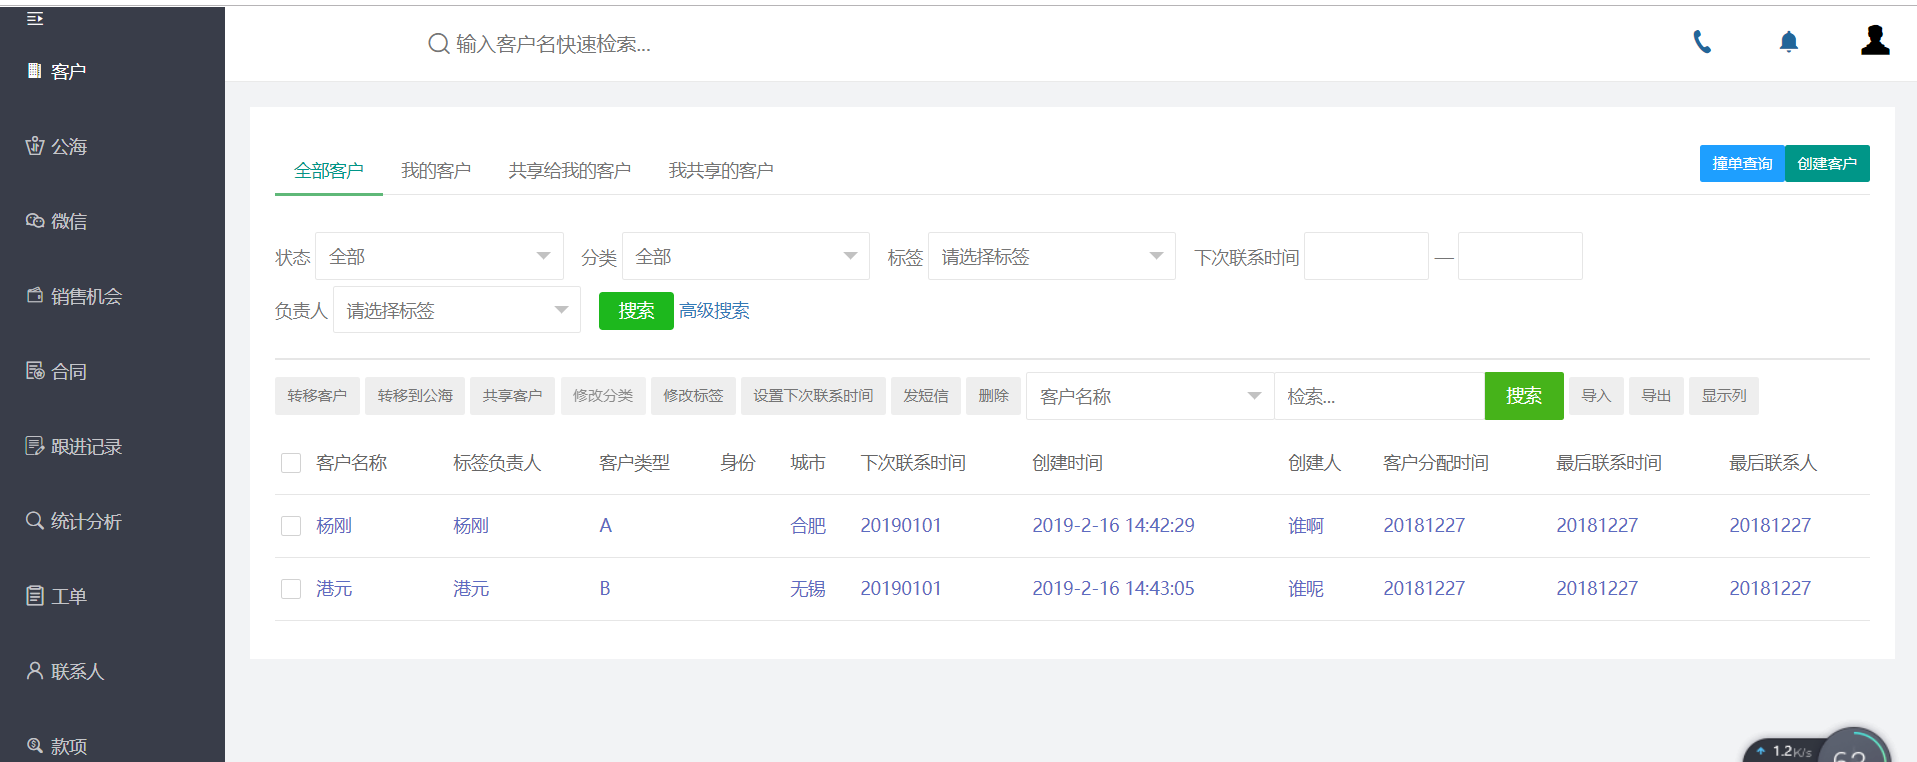 输入客户名快速检索...
客户
公海
微信
销售机会
合同
跟进记录
统计分析
工单
联系人
款项
全部客户 我的客户 共享给我的客户 我共享的客户 撞单查询 创建客户
状态 全部 分类 全部 标签 请选择标签 下次联系时间 —
负责人 请选择标签 搜索 高级搜索
转移客户 转移到公海 共享客户 修改分类 修改标签 设置下次联系时间 发短信 删除 客户名称 检索... 搜索 导入 导出 显示列
客户名称 标签负责人 客户类型 身份 城市 下次联系时间 创建时间 创建人 客户分配时间 最后联系时间 最后联系人
杨刚 杨刚 A 合肥 20190101 2019-2-16 14:42:29 谁啊 20181227 20181227 20181227
港元 港元 B 无锡 20190101 2019-2-16 14:43:05 谁呢 20181227 20181227 20181227
1.2K/s